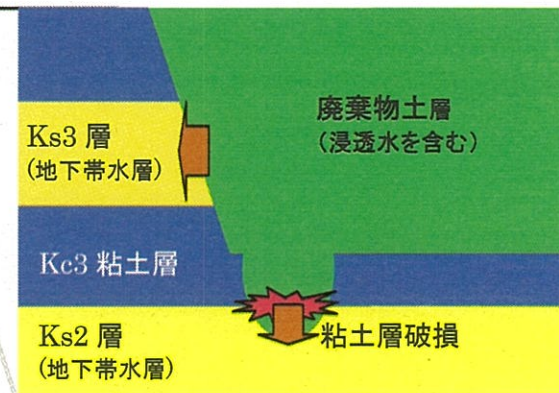 廃棄物土層
(浸透水を含む)
Ks3 層
(地下帯水層)
Kc3 粘土層
Ks2 層
(地下帯水層)
粘土層破損